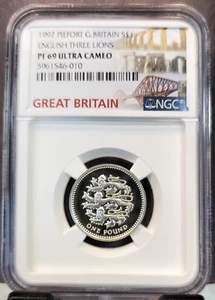 1997 PIEFORT G.BRITAIN S£1
ENGLISH THREE LIONS
PF 69 ULTRA CAMEO
5961546-010
GREAT BRITAIN
NGC
ONE POUND